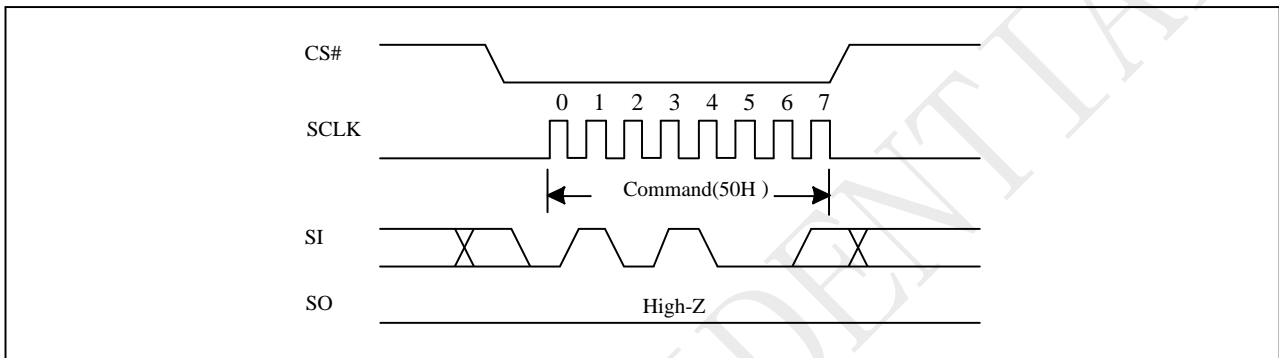 CS#
0 1 2 3 4 5 6 7
SCLK
Command(50H )
SI
SO High-Z